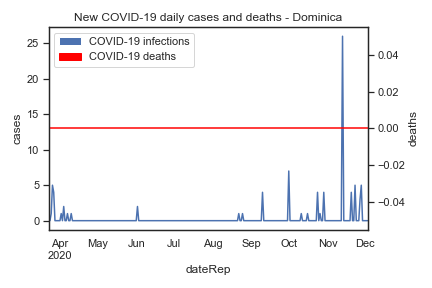 New COVID-19 daily cases and deaths - Dominica
COVID-19 infections
COVID-19 deaths
25
20
15
10
5
0
cases
0.04
0.02
0.00
−0.02
−0.04
deaths
Apr May Jun Jul Aug Sep Oct Nov Dec
2020
dateRep